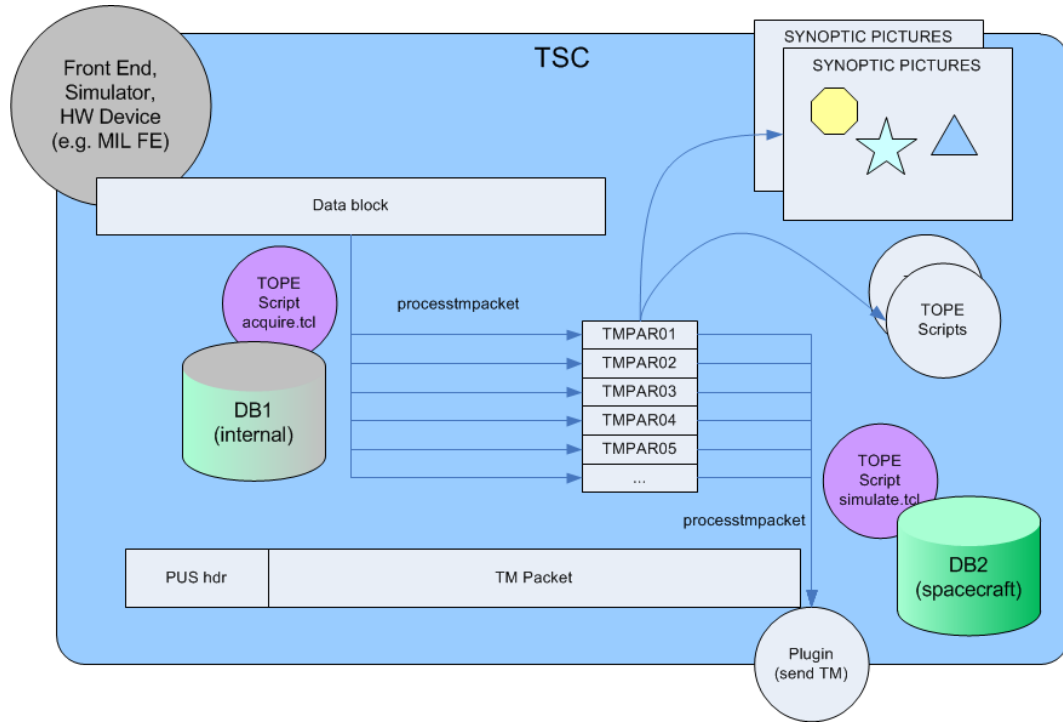 SYNOPTIC PICTURES
TSC
SYNOPTIC PICTURES
Front End,
Simulator,
HW Device
(e.g. MIL FE)
Data block
TOPE
Script
acquire.tcl
processtmpacket
TOPE
Scripts
TMPAR01
TMPAR02
TMPAR03
TMPAR04
TMPAR05
...
DB1
(internal)
TOPE
Script
simulate.tcl
processtmpacket
DB2
(spacecraft)
PUS hdr
TM Packet
Plugin
(send TM)